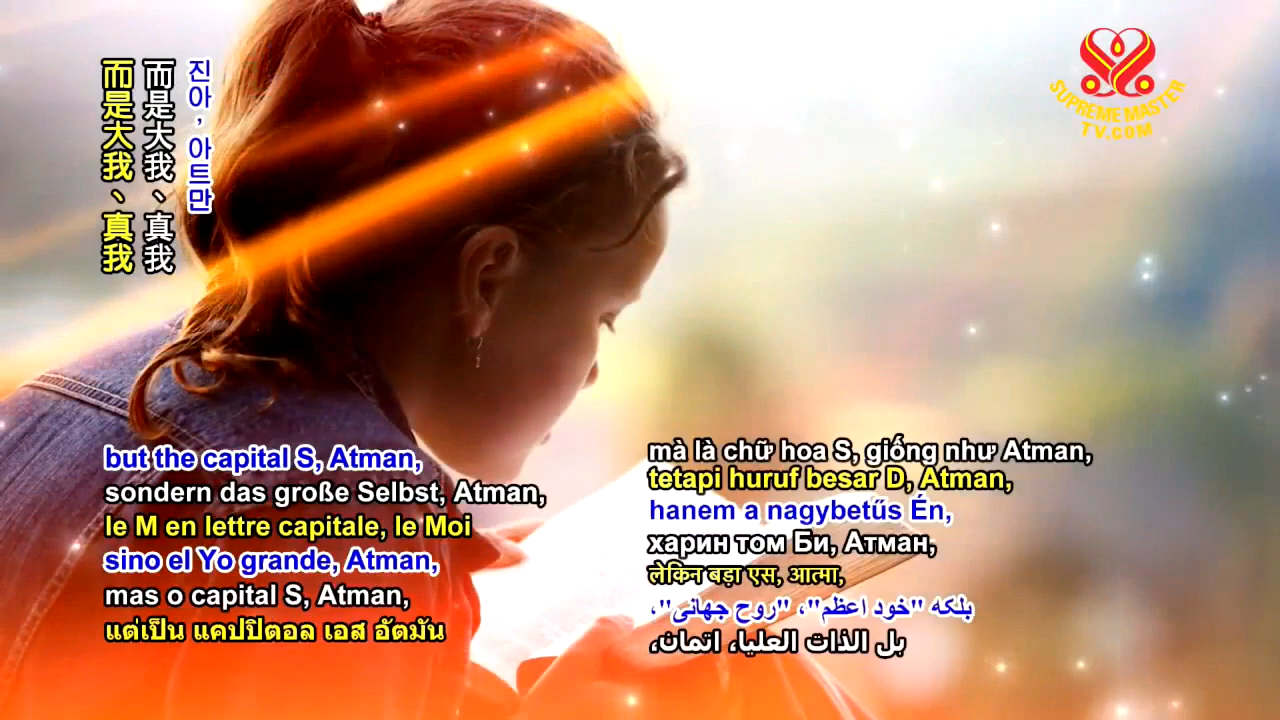 而是大我、真我
而是大我、真我
진아, 아트만
SUPREME MASTER
TV.COM
but the capital S, Atman,
sondern das große Selbst, Atman,
le M en lettre capitale, le Moi
sino el Yo grande, Atman,
mas o capital S, Atman,
แต่เป็น แคปปิตอล เอส อัตมัน
mà là chữ hoa S, giống như Atman,
tetapi huruf besar D, Atman,
hanem a nagybetűs Én,
харин том Би, Атман,
लेकिन बड़ा एस, आत्मा,
بلکه "خود اعظم"، "روح جهانی"،
بل الذات العليا، اتمان،